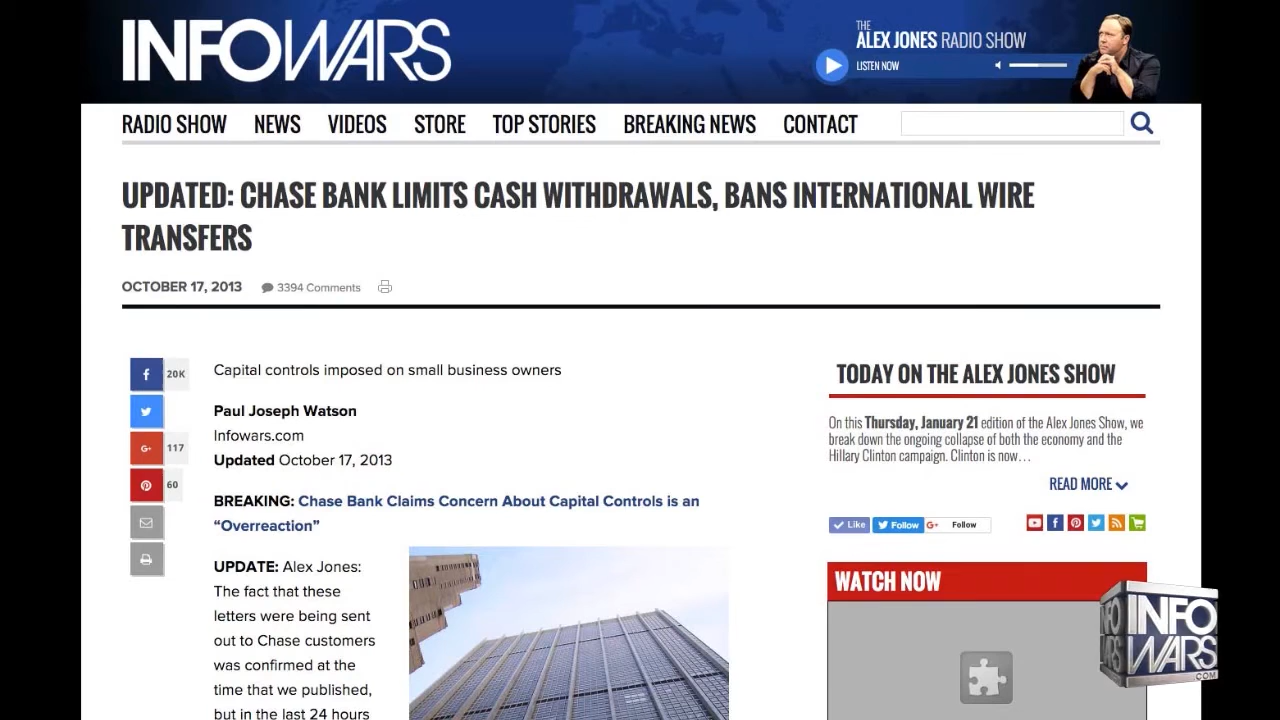 INFOWARS
THE
ALEX JONES RADIO SHOW
LISTEN NOW
RADIO SHOW NEWS VIDEOS STORE TOP STORIES BREAKING NEWS CONTACT
UPDATED: CHASE BANK LIMITS CASH WITHDRAWALS, BANS INTERNATIONAL WIRE
TRANSFERS
OCTOBER 17, 2013 3394 Comments
f 20K
G+ 117
60
Capital controls imposed on small business owners
Paul Joseph Watson
Infowars.com
Updated October 17, 2013
BREAKING: Chase Bank Claims Concern About Capital Controls is an
“Overreaction”
UPDATE: Alex Jones:
The fact that these
letters were being sent
out to Chase customers
was confirmed at the
time that we published,
but in the last 24 hours
TODAY ON THE ALEX JONES SHOW
On this Thursday, January 21 edition of the Alex Jones Show, we
break down the ongoing collapse of both the economy and the
Hillary Clinton campaign. Clinton is now…
READ MORE
Like Follow G+ Follow
WATCH NOW
INFO
WARS
.COM